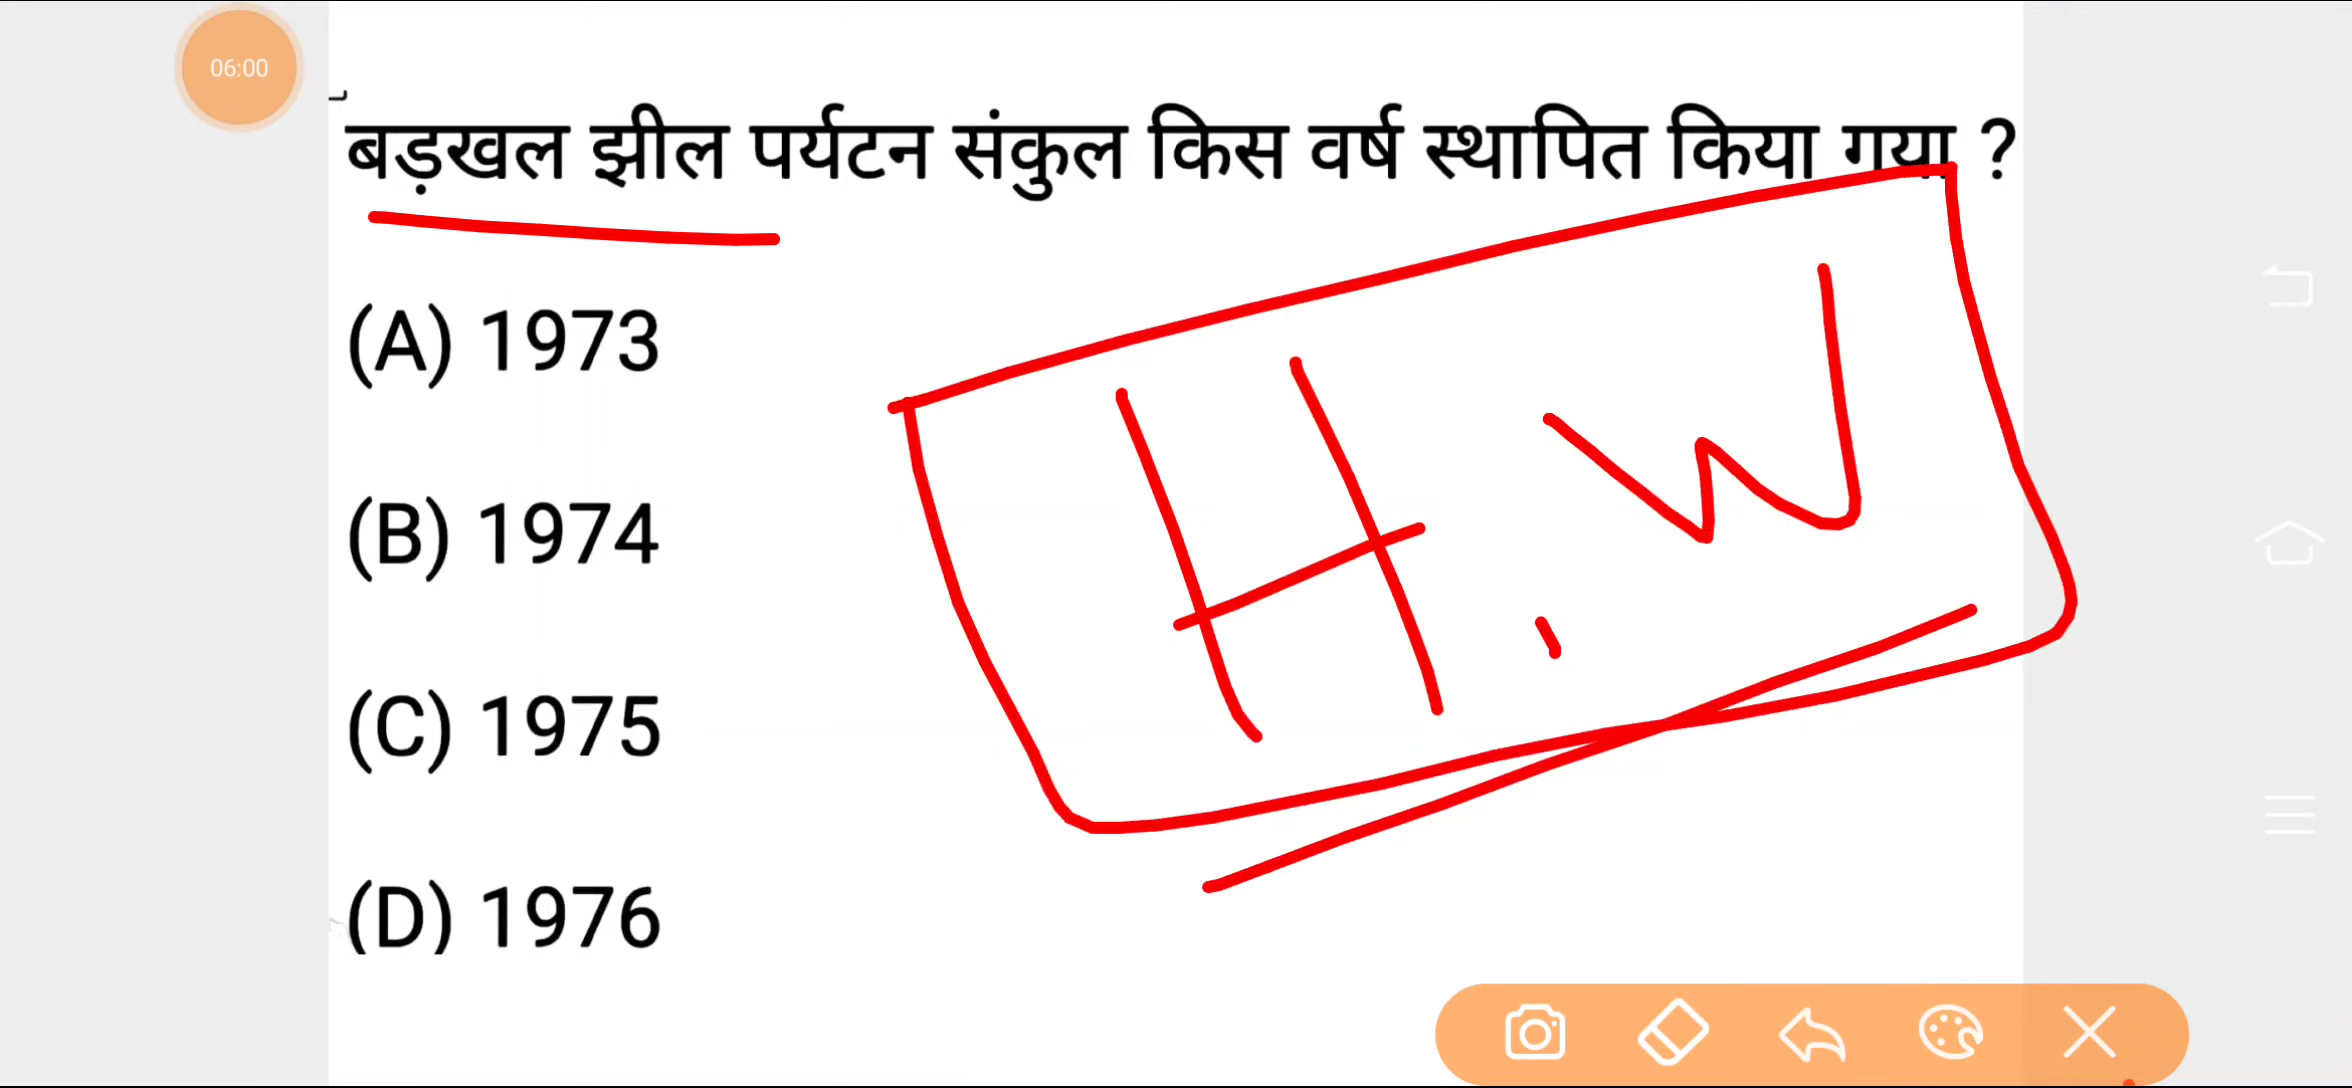 06:00
बड़खल झील पर्यटन संकुल किस वर्ष स्थापित किया गया ?
(A) 1973
(B) 1974
(C) 1975
(D) 1976
H.W